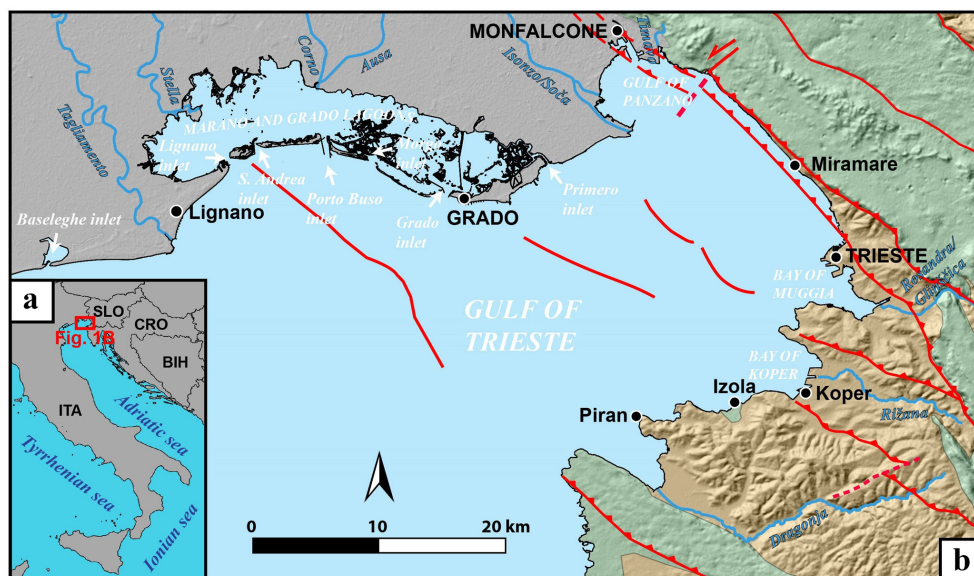 a
SLO
CRO
Fig. 1B
BIH
ITA
Adriatic sea
Tyrrhenian sea
Ionian sea
MONFALCONE
Timavo
Isonzo/Soča
Corno
Ausa
Stella
Tagliamento
GULF OF
PANZANO
MARANO AND GRADO LAGOONS
Lignano
inlet
S. Andrea
inlet
Porto Buso
inlet
Morgo
inlet
Grado
inlet
Primero
inlet
Baseleghe inlet
Lignano
GRADO
Miramare
TRIESTE
Rosandra/
Glinščica
BAY OF
MUGGIA
GULF OF
TRIESTE
BAY OF
KOPER
Izola
Koper
Piran
Rižana
Dragonja
0 10 20 km
b